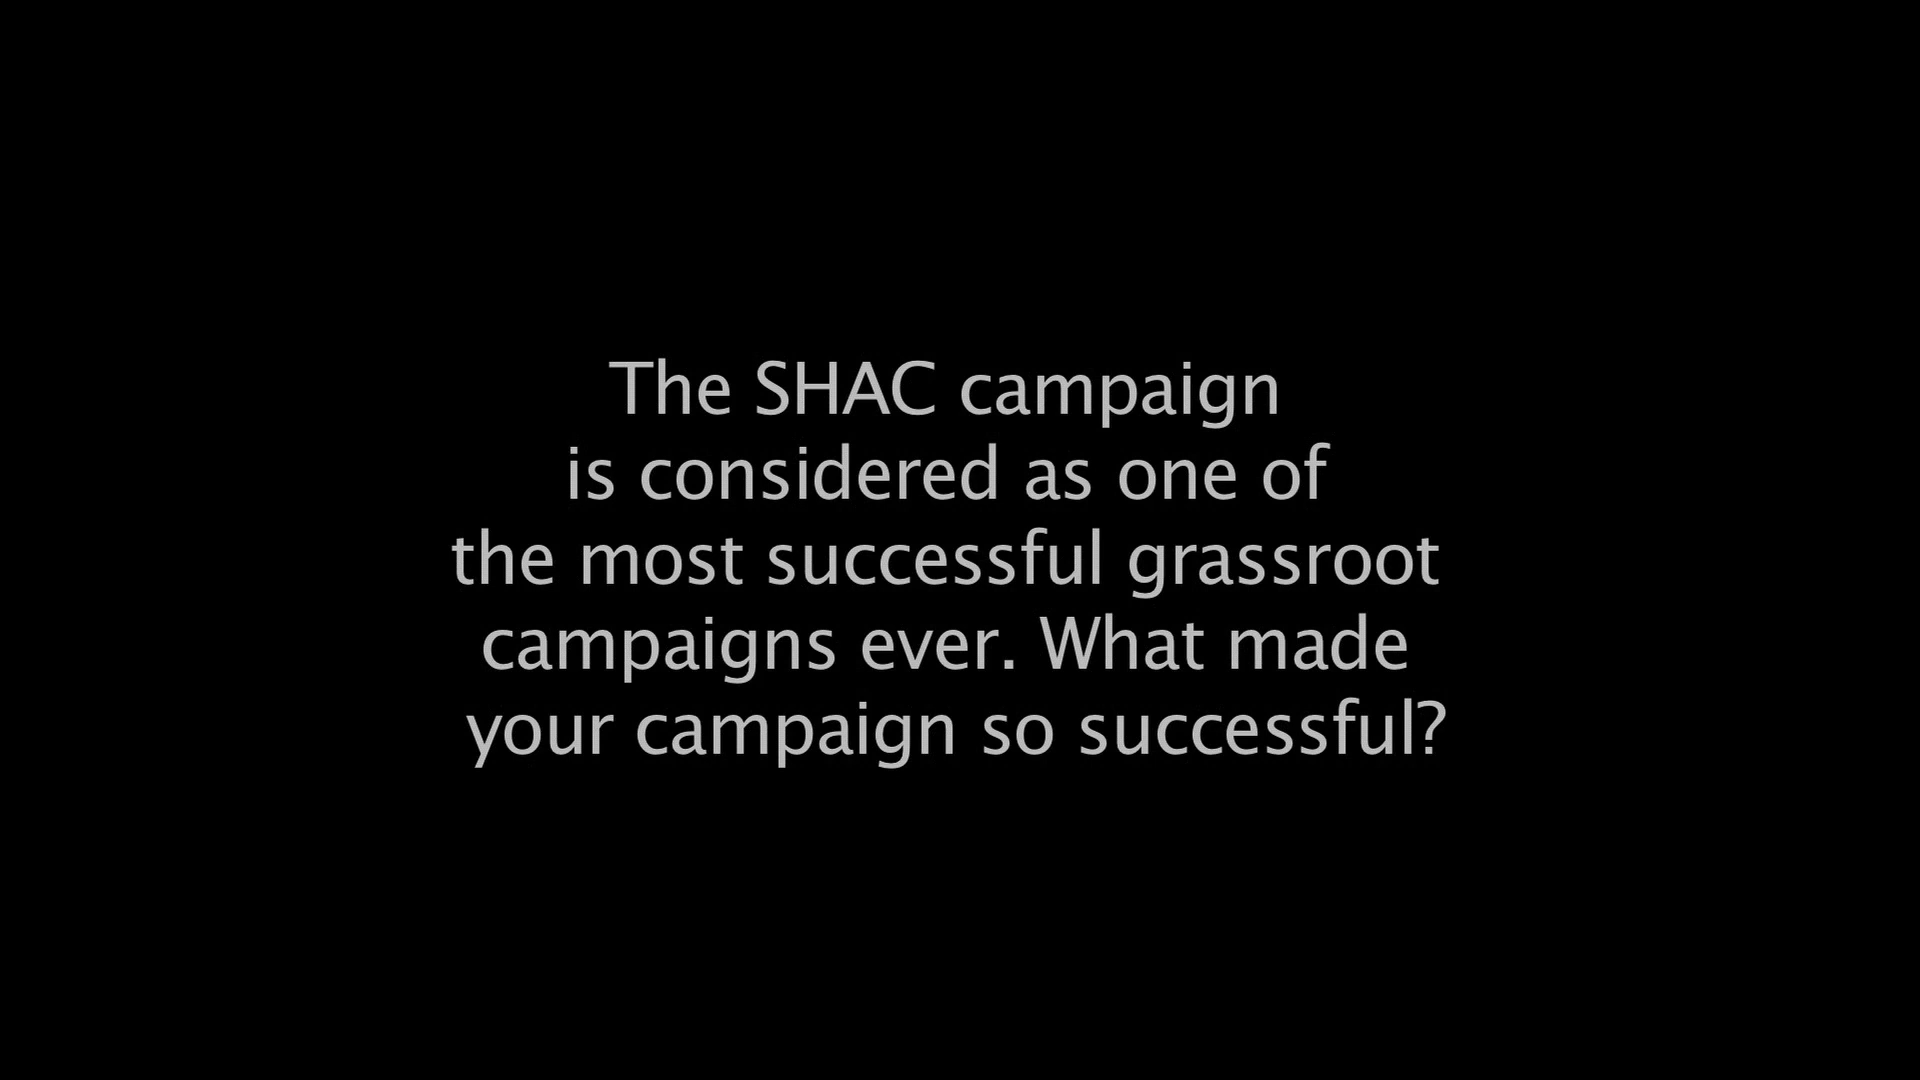 The SHAC campaign
is considered as one of
the most successful grassroot
campaigns ever. What made
your campaign so successful?